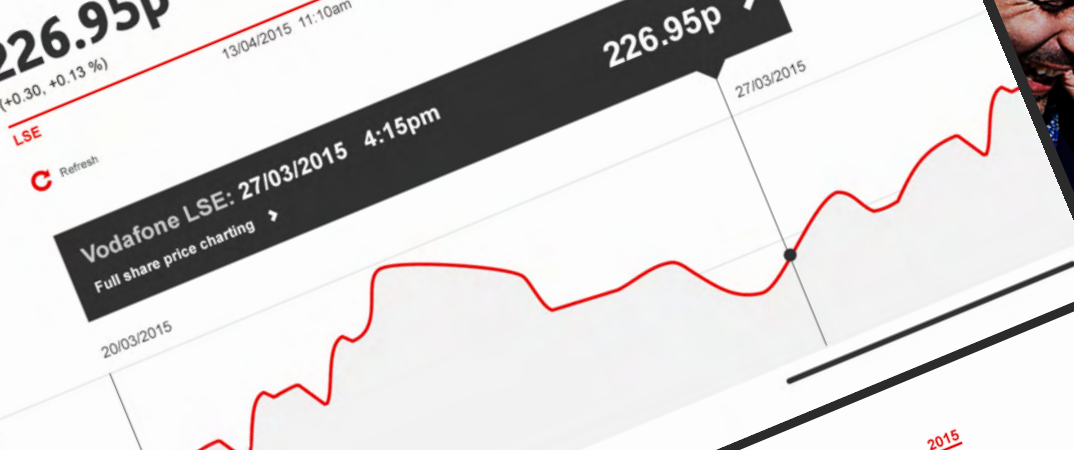 226.95p
(+0.30, +0.13 %)
13/04/2015 11:10am
LSE
Refresh
226.95p
Vodafone LSE: 27/03/2015 4:15pm
Full share price charting
27/03/2015
20/03/2015
2015